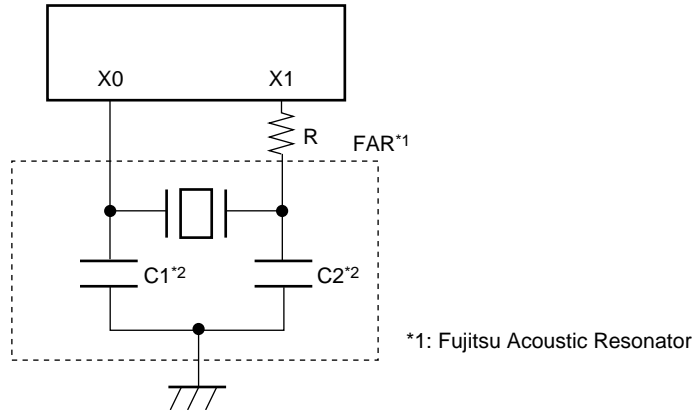 X0 X1
R
FAR*1
C1*2 C2*2
*1: Fujitsu Acoustic Resonator